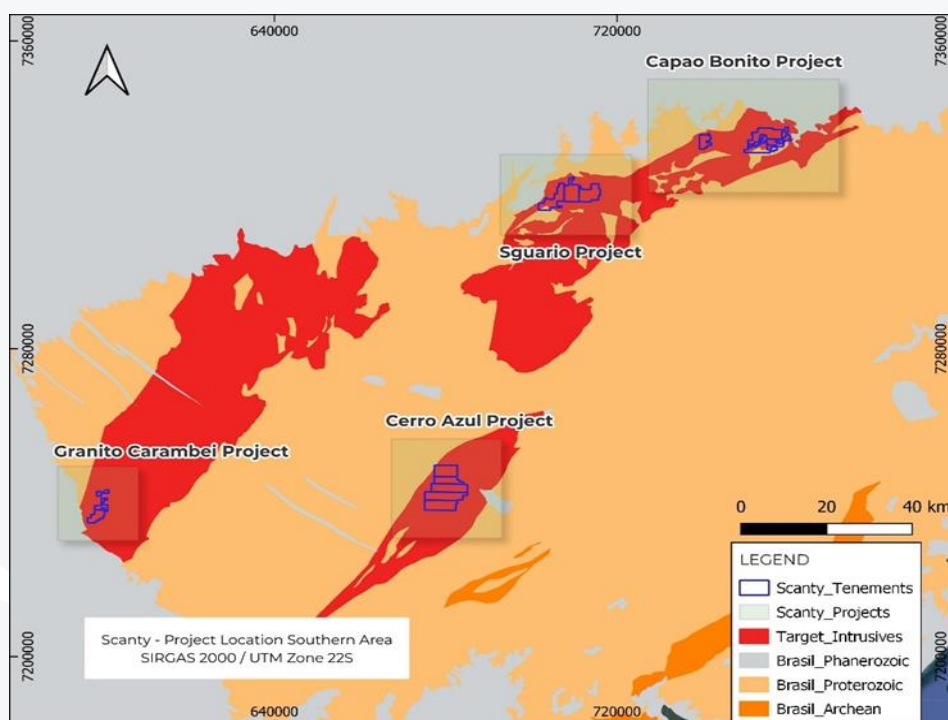 640000
720000
7360000
7360000
Capao Bonito Project
Sguario Project
7280000
7280000
Cerro Azul Project
Granito Carambei Project
0 20 40 km
LEGEND
Scanty_Tenements
Scanty_Projects
Target_Intrusives
Brasil_Phanerozoic
Brasil_Proterozoic
Brasil_Archean
Scanty - Project Location Southern Area
SIRGAS 2000 / UTM Zone 22S
7200000
7200000
640000
720000